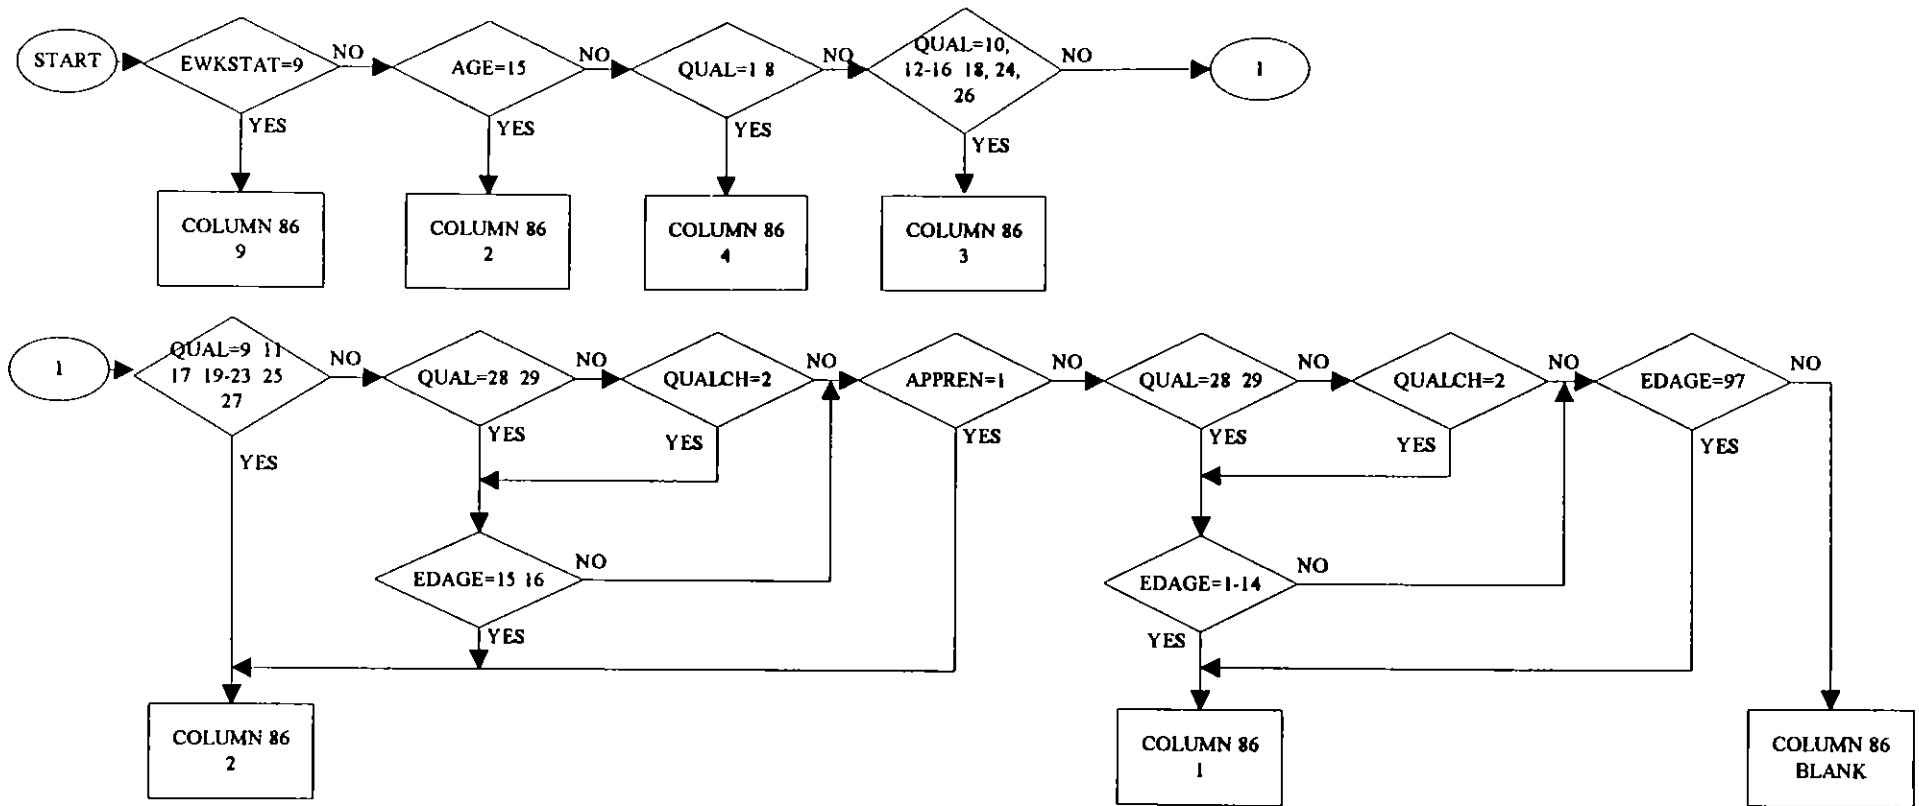 START
EWKSTAT=9
NO
AGE=15
NO
QUAL=1 8
NO
QUAL=10,
12-16 18, 24,
26
NO
1
YES
YES
YES
YES
COLUMN 86
9
COLUMN 86
2
COLUMN 86
4
COLUMN 86
3
1
QUAL=9 11
17 19-23 25
27
NO
QUAL=28 29
NO
QUALCH=2
NO
APPREN=1
NO
QUAL=28 29
NO
QUALCH=2
NO
EDAGE=97
NO
YES
YES
YES
YES
YES
YES
YES
EDAGE=15 16
NO
EDAGE=1-14
NO
YES
YES
COLUMN 86
2
COLUMN 86
1
COLUMN 86
BLANK